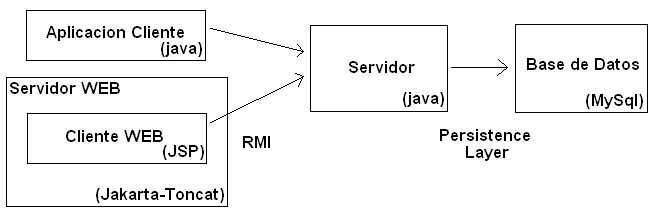 Aplicacion Cliente
(java)
Servidor WEB
Cliente WEB
(JSP)
(Jakarta-Toncat)
RMI
Servidor
(java)
Persistence
Layer
Base de Datos
(MySql)